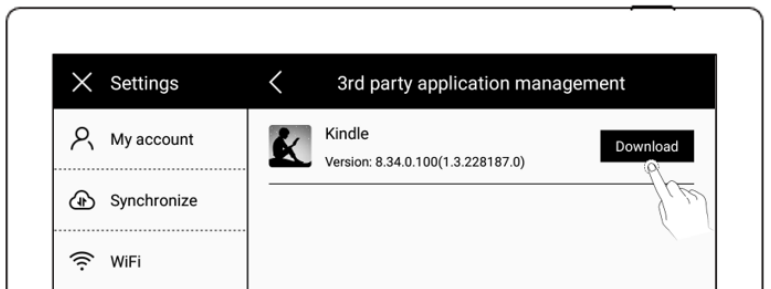 Settings
3rd party application management
My account
Kindle
Version: 8.34.0.100(1.3.228187.0)
Download
Synchronize
WiFi